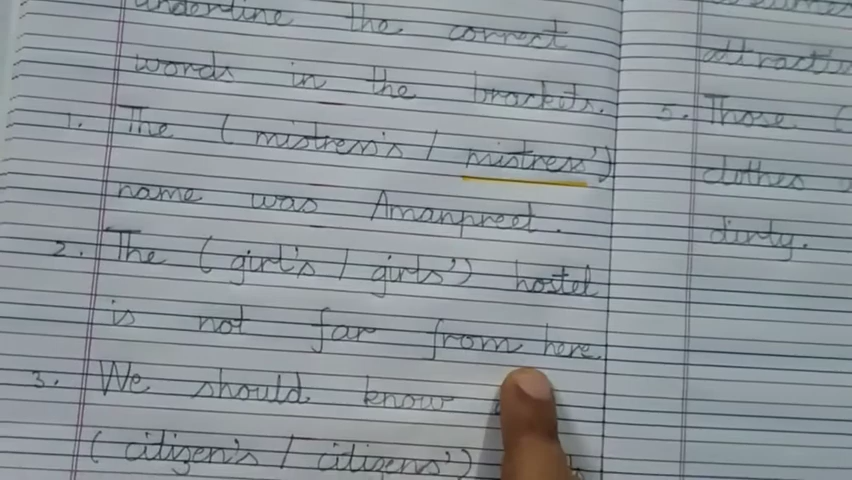 underline the correct
words in the brackets.
1. The (mistress's / mistress')
name was Amanpreet.
2. The (girl's / girls') hostel
is not far from here.
3. We should know
(citizen's / citizens')
5. Those (
clothes
dirty.